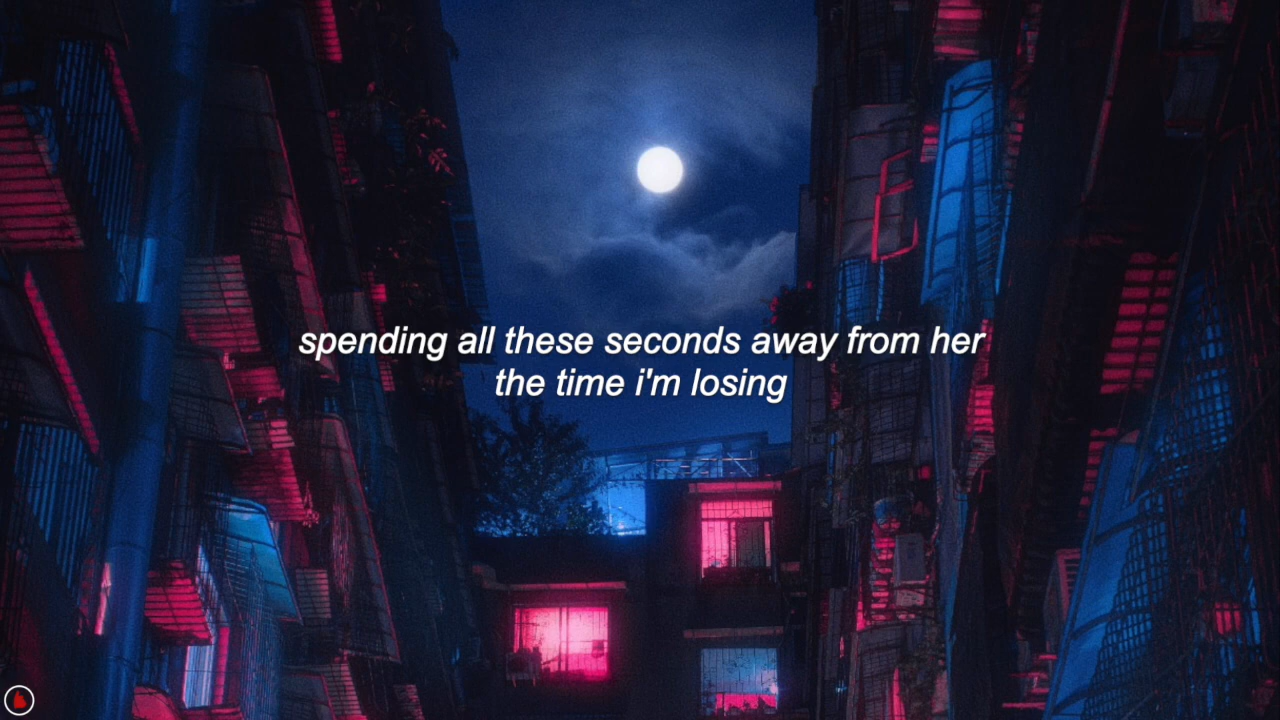 spending all these seconds away from her
the time i'm losing